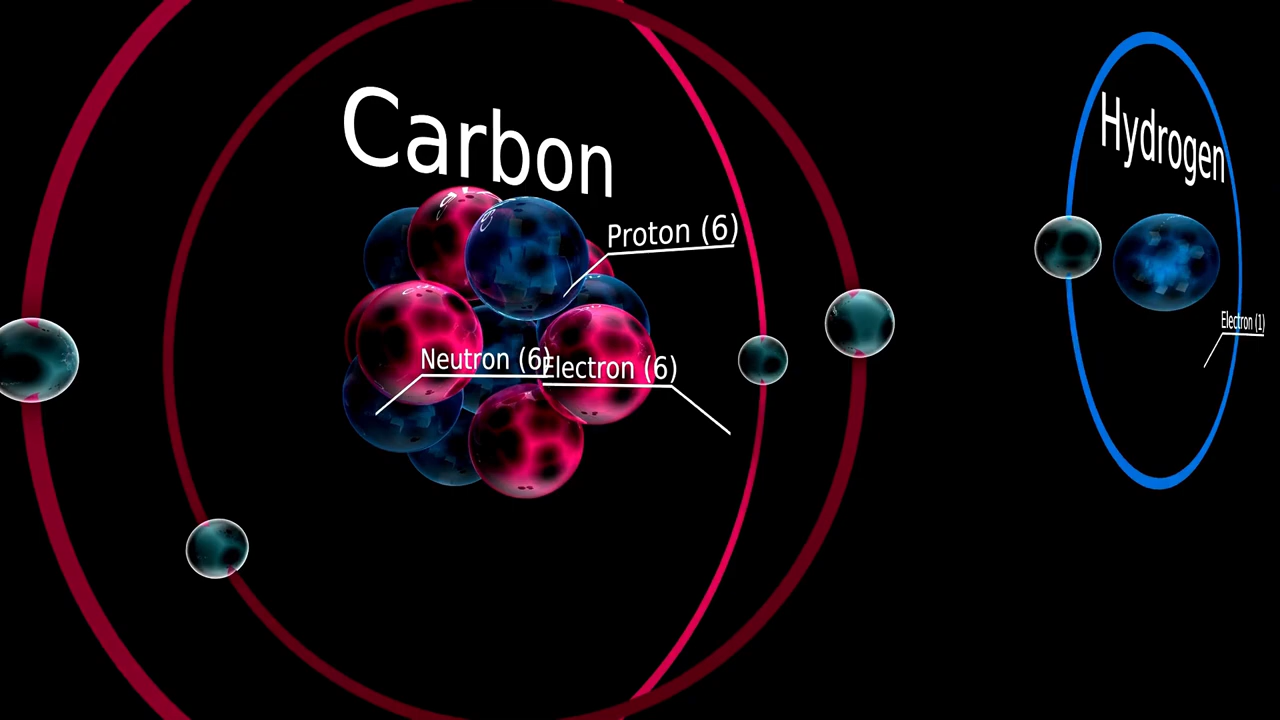 Carbon
Hydrogen
Proton (6)
Electron (1)
Neutron (6)
Electron (6)